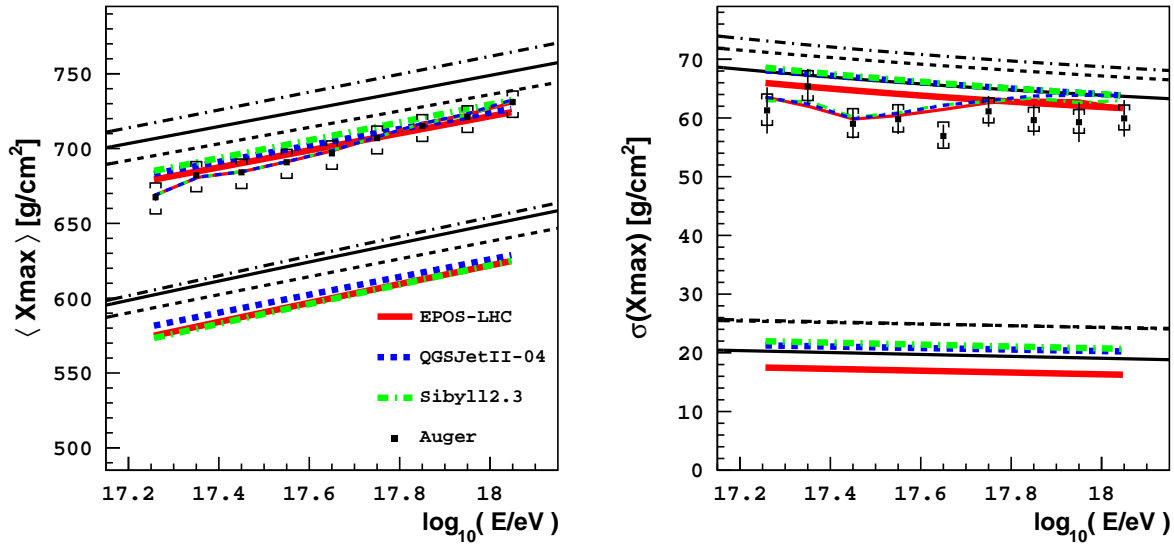 ⟨ Xmax ⟩ [g/cm²]
750
700
650
600
550
500
EPOS-LHC
QGSJetII-04
Sibyll2.3
Auger
17.2 17.4 17.6 17.8 18
log₁₀( E/eV )
σ(Xmax) [g/cm²]
70
60
50
40
30
20
10
0
17.2 17.4 17.6 17.8 18
log₁₀( E/eV )